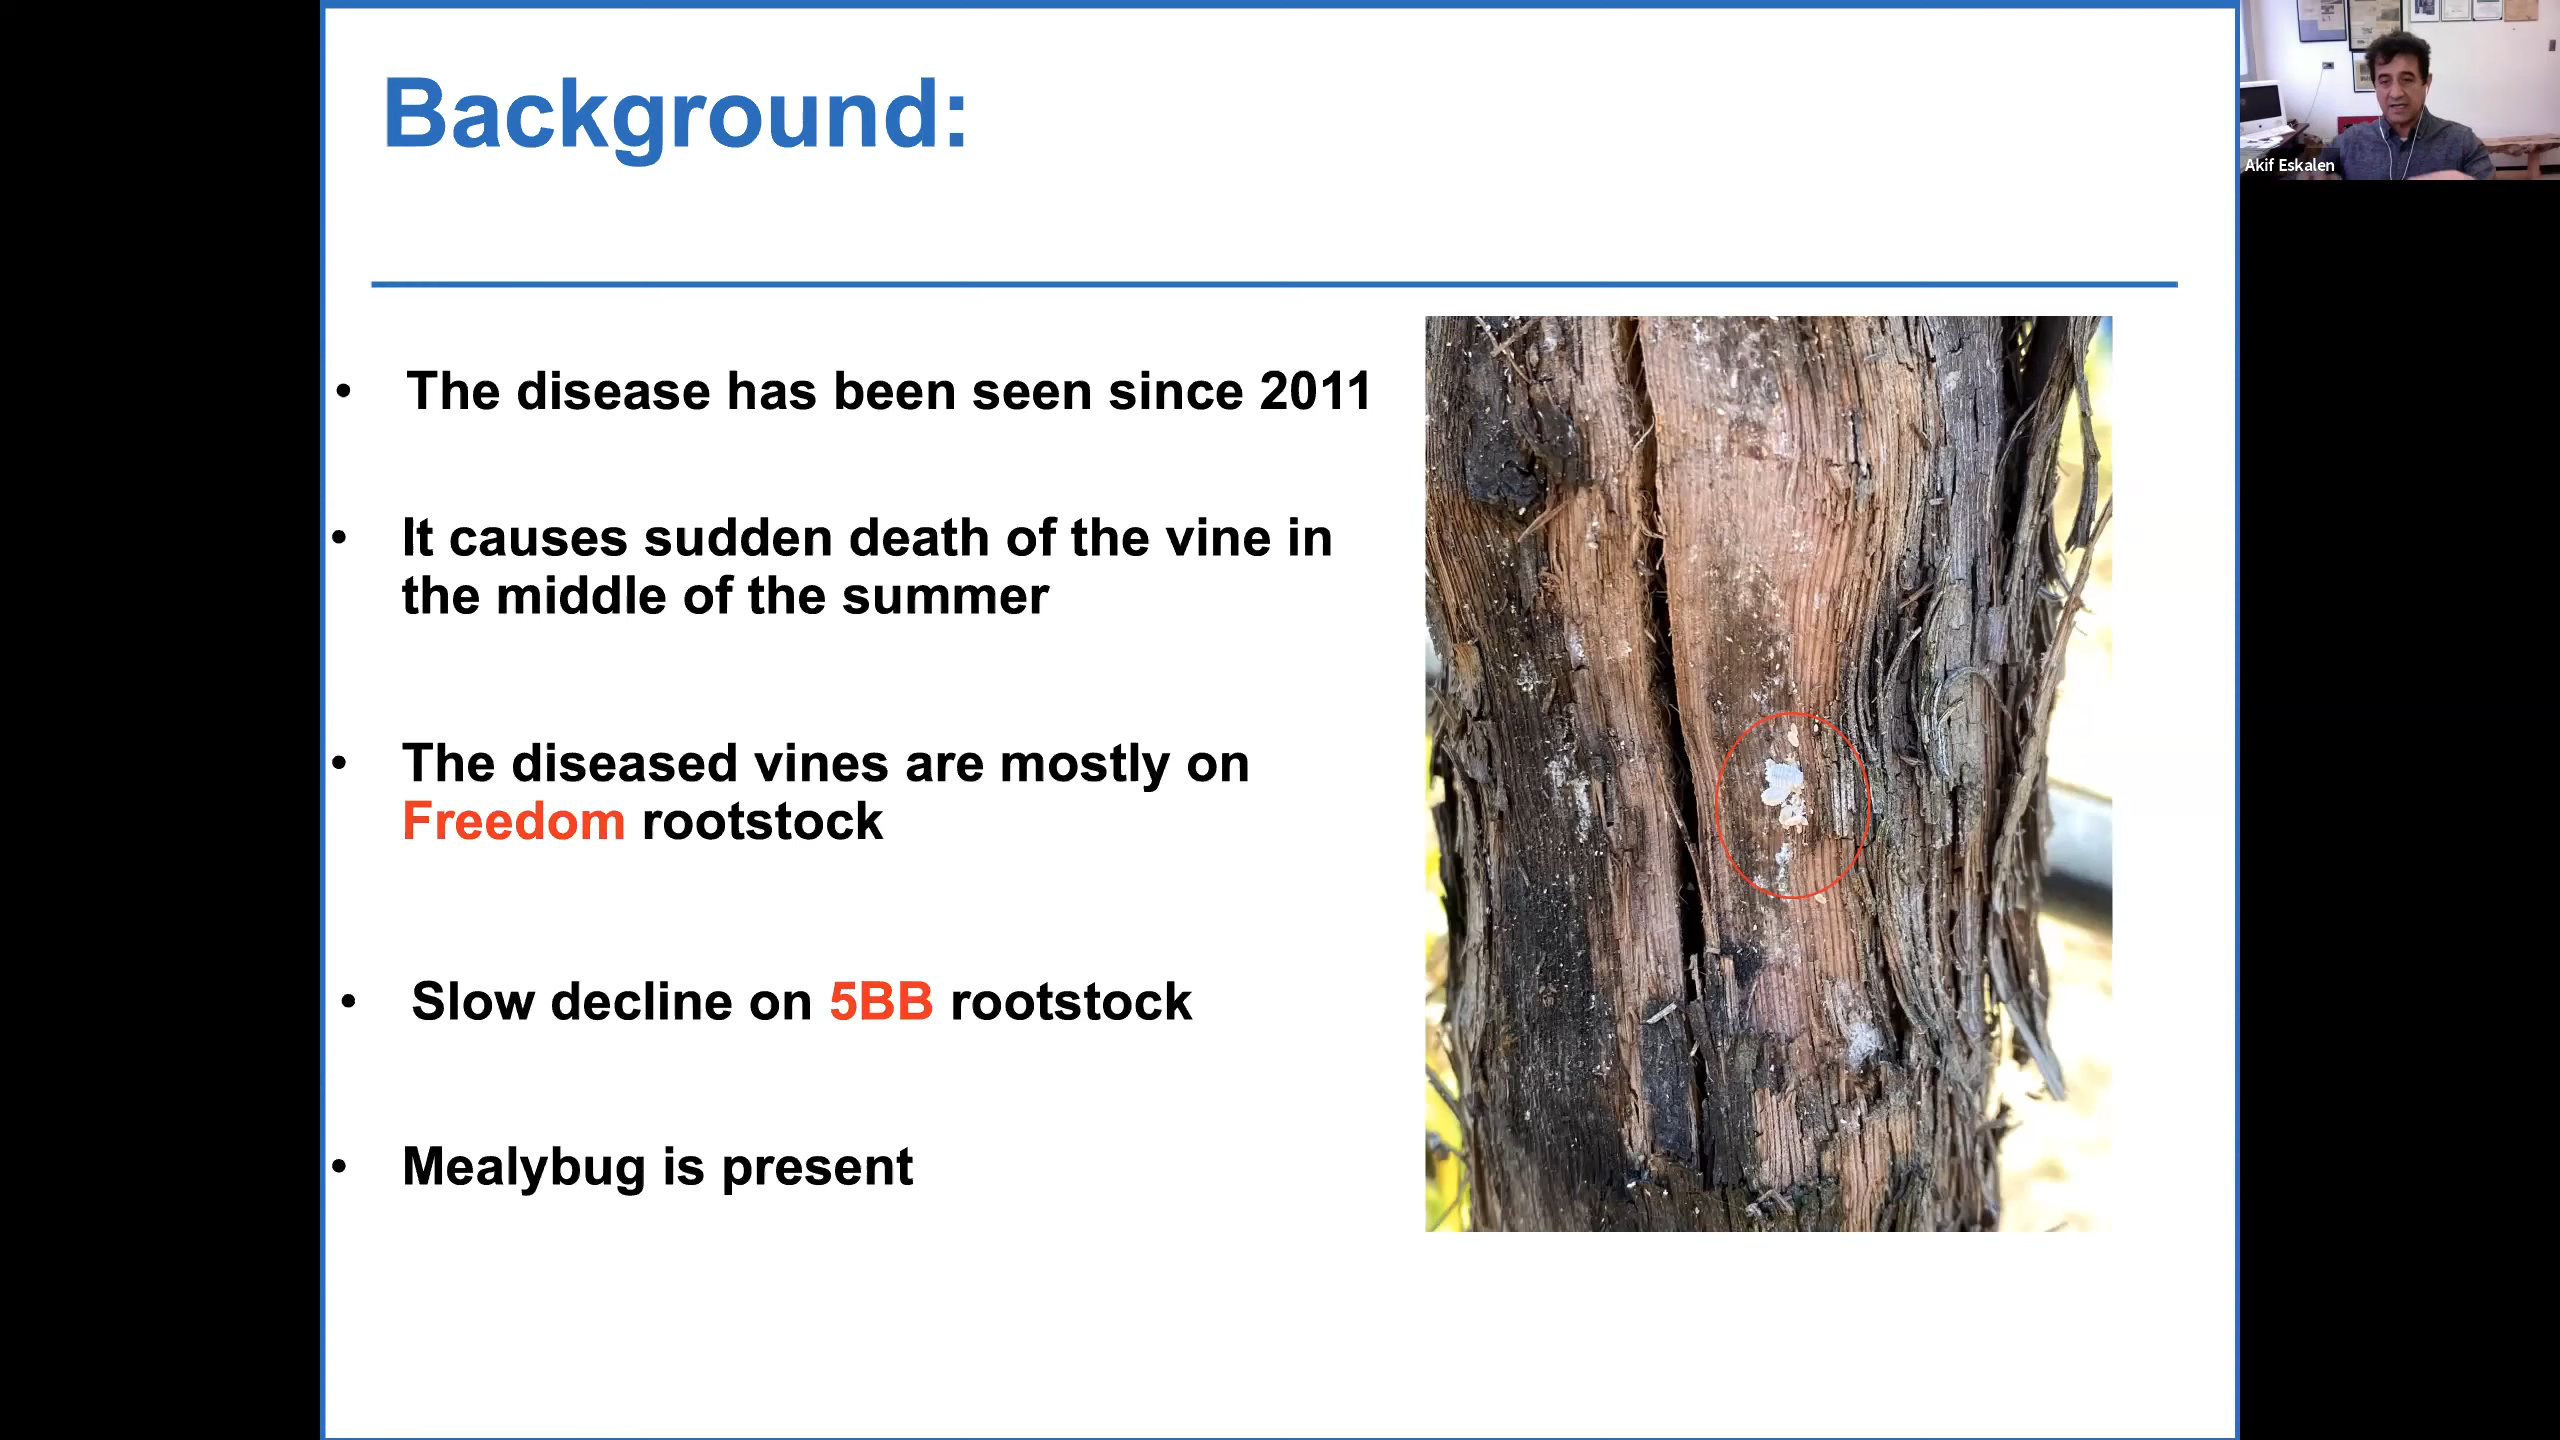 Background:
• The disease has been seen since 2011
• It causes sudden death of the vine in
the middle of the summer
• The diseased vines are mostly on
Freedom rootstock
• Slow decline on 5BB rootstock
• Mealybug is present
Akif Eskalen